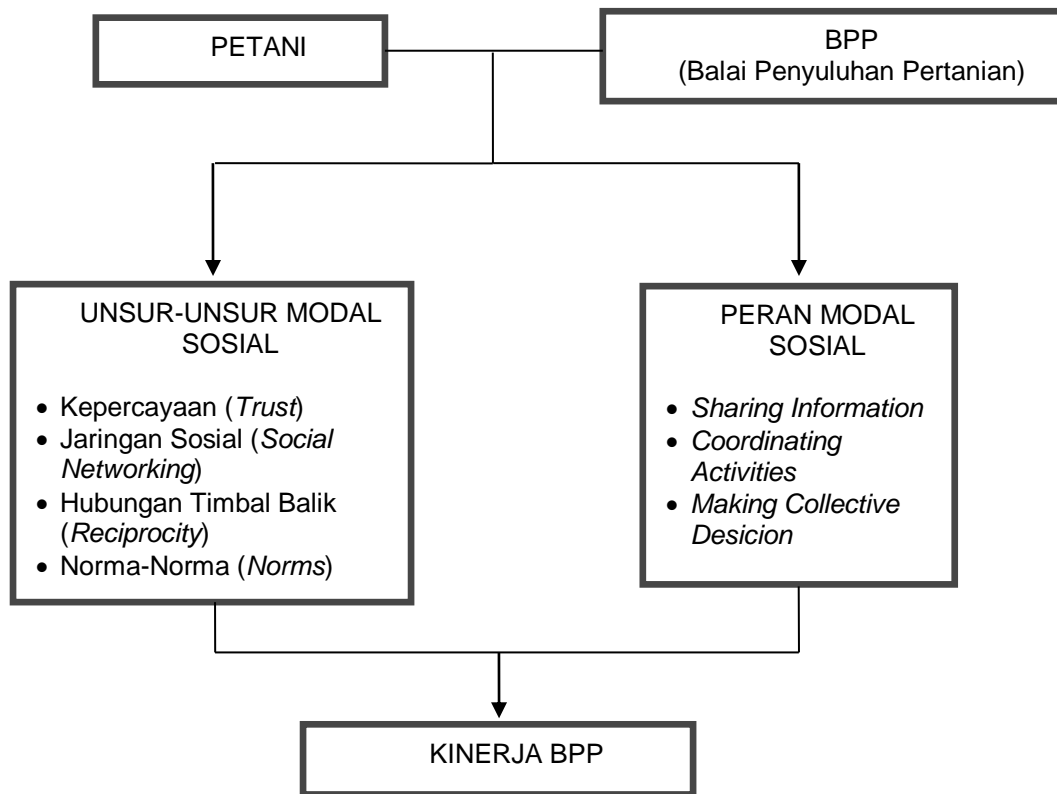 PETANI
BPP
(Balai Penyuluhan Pertanian)
UNSUR-UNSUR MODAL
SOSIAL
• Kepercayaan (Trust)
• Jaringan Sosial (Social
Networking)
• Hubungan Timbal Balik
(Reciprocity)
• Norma-Norma (Norms)
PERAN MODAL
SOSIAL
• Sharing Information
• Coordinating
Activities
• Making Collective
Desicion
KINERJA BPP